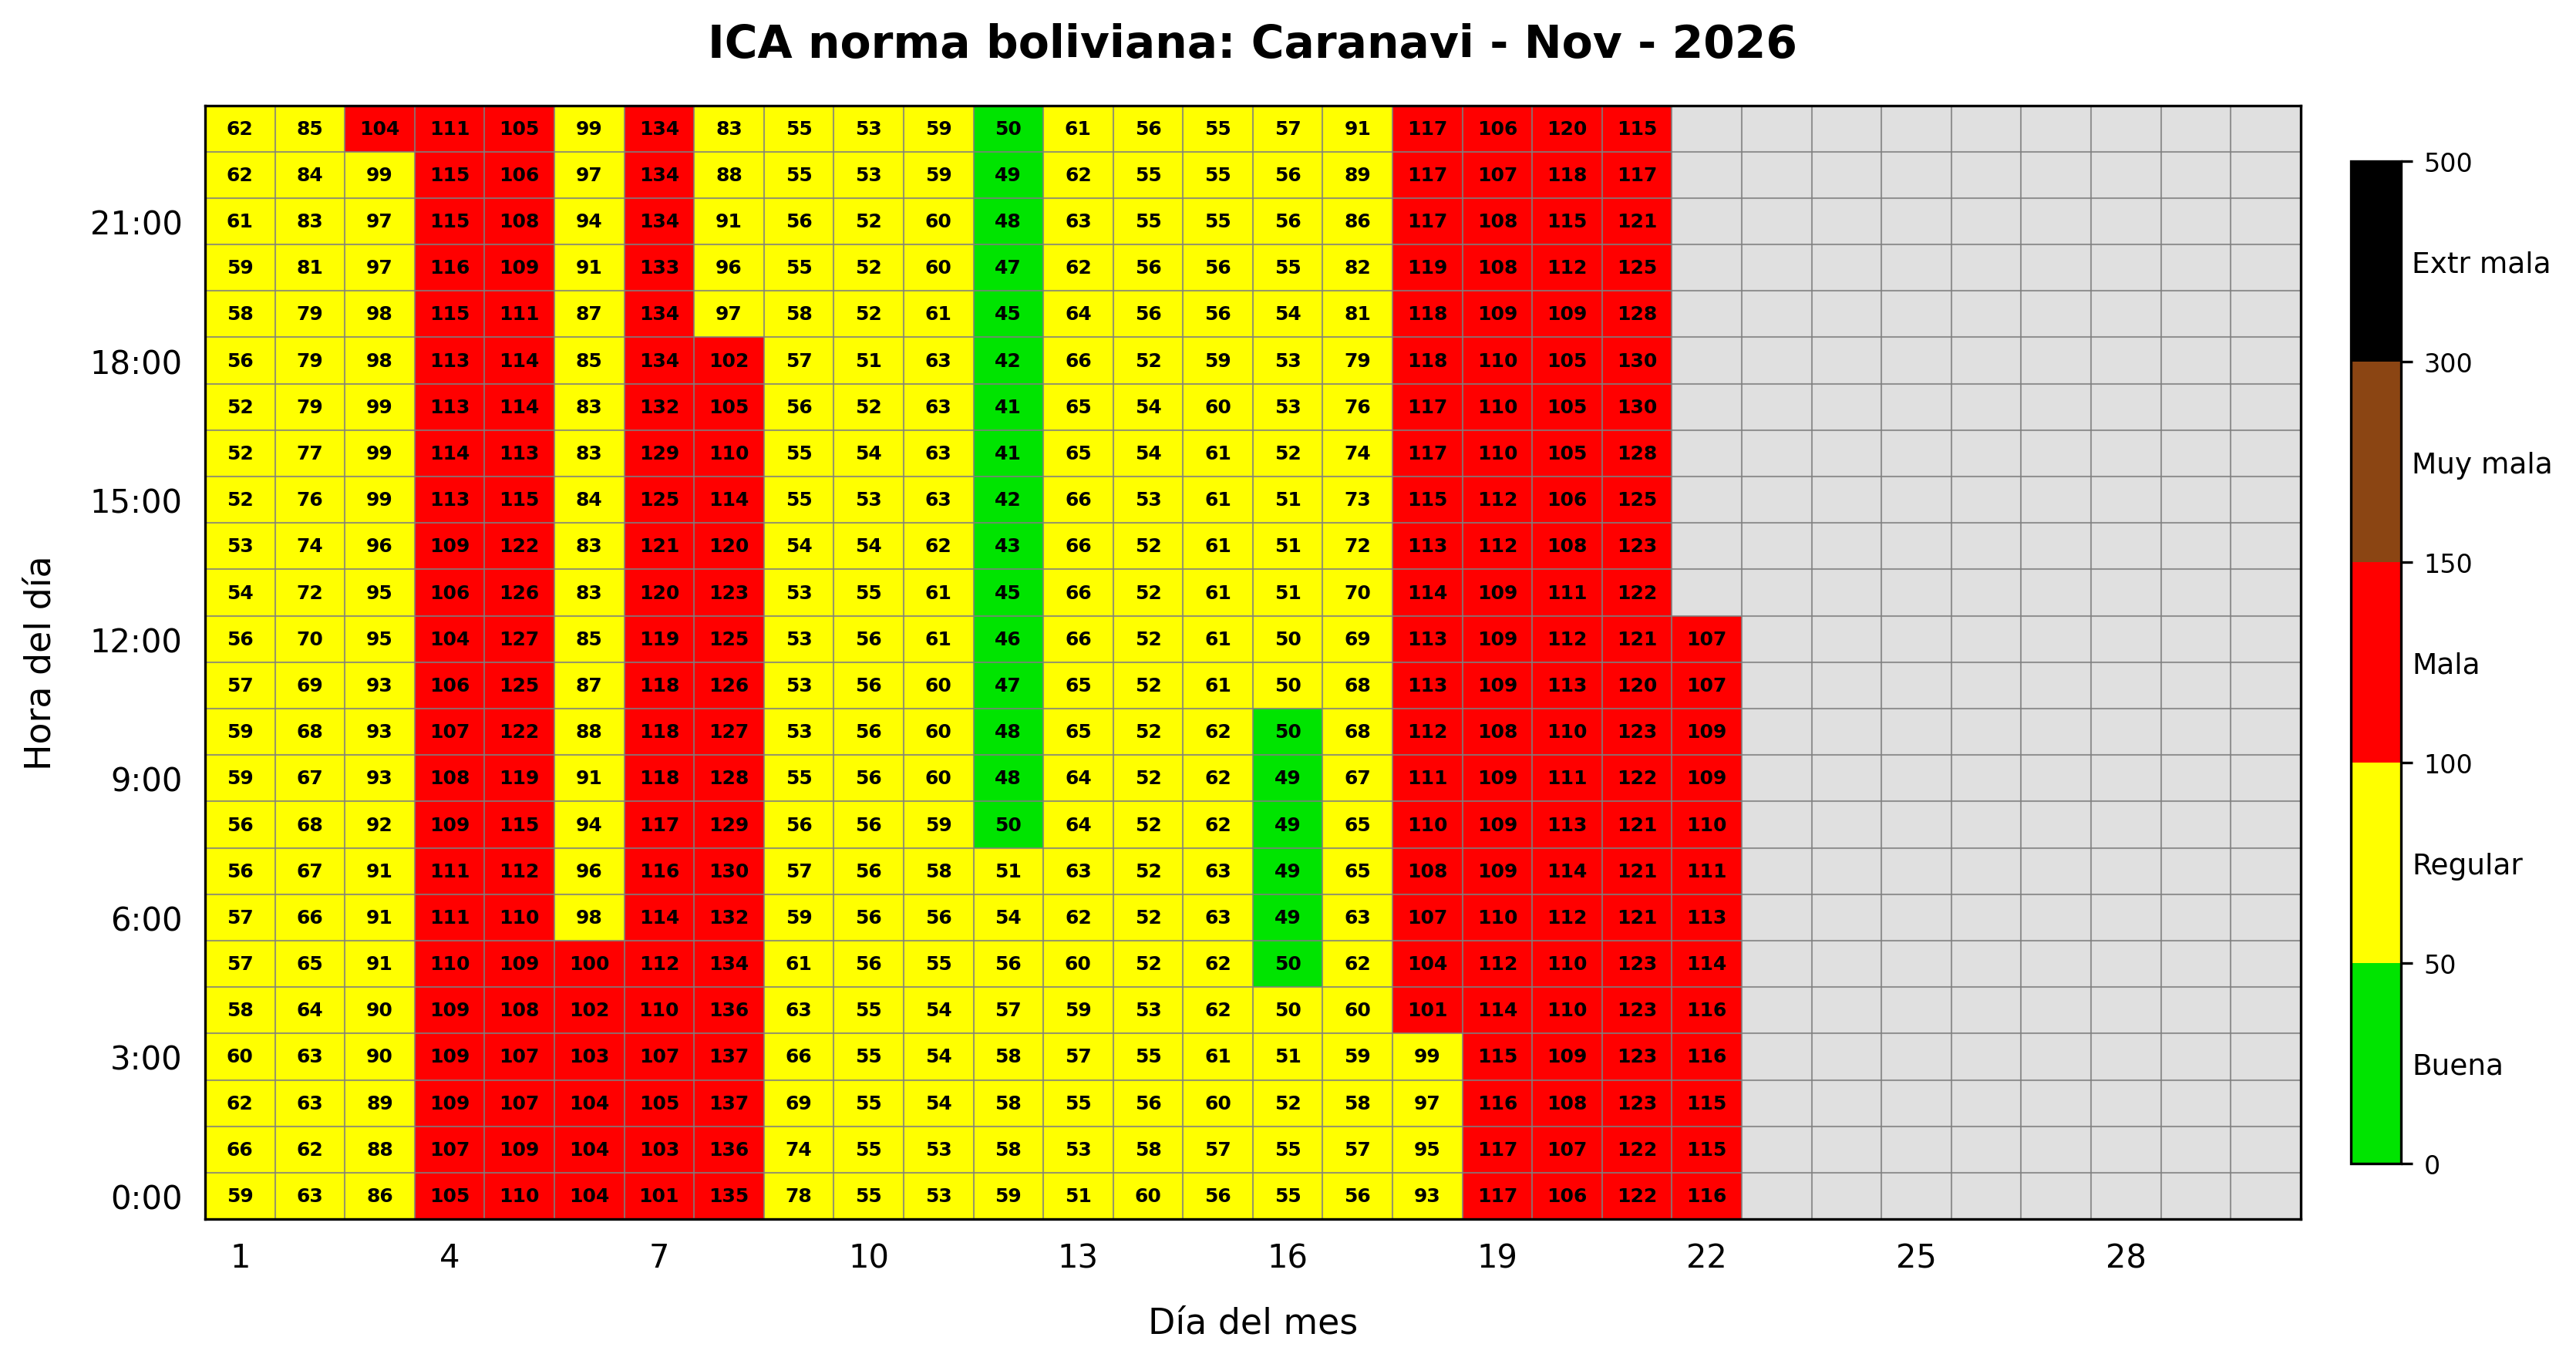 ICA norma boliviana: Caranavi - Nov - 2026
62 85 104 111 105 99 134 83 55 53 59 50 61 56 55 57 91 117 106 120 115
62 84 99 115 106 97 134 88 55 53 59 49 62 55 55 56 89 117 107 118 117
21:00 61 83 97 115 108 94 134 91 56 52 60 48 63 55 55 56 86 117 108 115 121
59 81 97 116 109 91 133 96 55 52 60 47 62 56 56 55 82 119 108 112 125
58 79 98 115 111 87 134 97 58 52 61 45 64 56 56 54 81 118 109 109 128
18:00 56 79 98 113 114 85 134 102 57 51 63 42 66 52 59 53 79 118 110 105 130
52 79 99 113 114 83 132 105 56 52 63 41 65 54 60 53 76 117 110 105 130
52 77 99 114 113 83 129 110 55 54 63 41 65 54 61 52 74 117 110 105 128
15:00 52 76 99 113 115 84 125 114 55 53 63 42 66 53 61 51 73 115 112 106 125
53 74 96 109 122 83 121 120 54 54 62 43 66 52 61 51 72 113 112 108 123
54 72 95 106 126 83 120 123 53 55 61 45 66 52 61 51 70 114 109 111 122
12:00 56 70 95 104 127 85 119 125 53 56 61 46 66 52 61 50 69 113 109 112 121 107
57 69 93 106 125 87 118 126 53 56 60 47 65 52 61 50 68 113 109 113 120 107
59 68 93 107 122 88 118 127 53 56 60 48 65 52 62 50 68 112 108 110 123 109
9:00 59 67 93 108 119 91 118 128 55 56 60 48 64 52 62 49 67 111 109 111 122 109
56 68 92 109 115 94 117 129 56 56 59 50 64 52 62 49 65 110 109 113 121 110
56 67 91 111 112 96 116 130 57 56 58 51 63 52 63 49 65 108 109 114 121 111
6:00 57 66 91 111 110 98 114 132 59 56 56 54 62 52 63 49 63 107 110 112 121 113
57 65 91 110 109 100 112 134 61 56 55 56 60 52 62 50 62 104 112 110 123 114
58 64 90 109 108 102 110 136 63 55 54 57 59 53 62 50 60 101 114 110 123 116
3:00 60 63 90 109 107 103 107 137 66 55 54 58 57 55 61 51 59 99 115 109 123 116
62 63 89 109 107 104 105 137 69 55 54 58 55 56 60 52 58 97 116 108 123 115
66 62 88 107 109 104 103 136 74 55 53 58 53 58 57 55 57 95 117 107 122 115
0:00 59 63 86 105 110 104 101 135 78 55 53 59 51 60 56 55 56 93 117 106 122 116
1 4 7 10 13 16 19 22 25 28
Día del mes
Hora del día
500
Extr mala
300
Muy mala
150
Mala
100
Regular
50
Buena
0